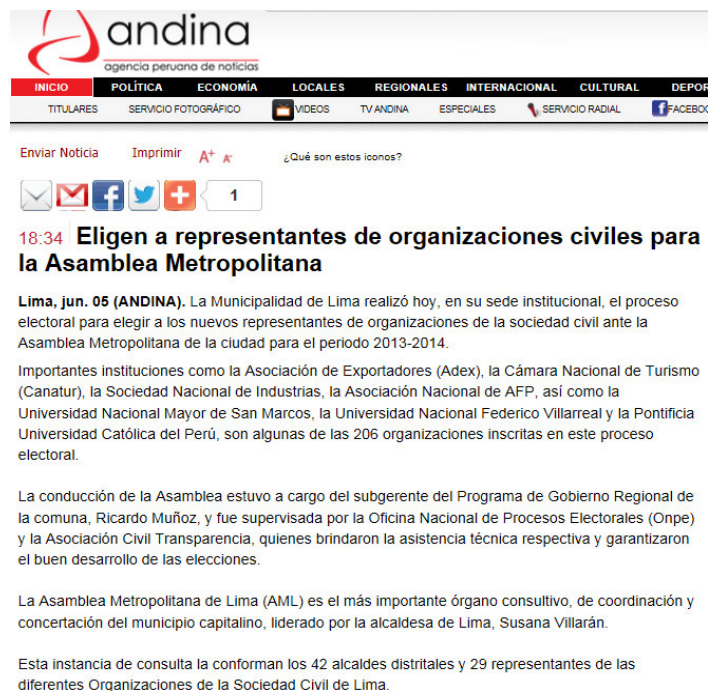 andina
agencia peruana de noticias
INICIO POLÍTICA ECONOMÍA LOCALES REGIONALES INTERNACIONAL CULTURAL DEPOR
TITULARES SERVICIO FOTOGRÁFICO VIDEOS TV ANDINA ESPECIALES SERVICIO RADIAL FACEBOO
Enviar Noticia Imprimir A+ A- ¿Qué son estos iconos?
1
18:34 Eligen a representantes de organizaciones civiles para
la Asamblea Metropolitana
Lima, jun. 05 (ANDINA). La Municipalidad de Lima realizó hoy, en su sede institucional, el proceso
electoral para elegir a los nuevos representantes de organizaciones de la sociedad civil ante la
Asamblea Metropolitana de la ciudad para el periodo 2013-2014.
Importantes instituciones como la Asociación de Exportadores (Adex), la Cámara Nacional de Turismo
(Canatur), la Sociedad Nacional de Industrias, la Asociación Nacional de AFP, así como la
Universidad Nacional Mayor de San Marcos, la Universidad Nacional Federico Villarreal y la Pontificia
Universidad Católica del Perú, son algunas de las 206 organizaciones inscritas en este proceso
electoral.
La conducción de la Asamblea estuvo a cargo del subgerente del Programa de Gobierno Regional de
la comuna, Ricardo Muñoz, y fue supervisada por la Oficina Nacional de Procesos Electorales (Onpe)
y la Asociación Civil Transparencia, quienes brindaron la asistencia técnica respectiva y garantizaron
el buen desarrollo de las elecciones.
La Asamblea Metropolitana de Lima (AML) es el más importante órgano consultivo, de coordinación y
concertación del municipio capitalino, liderado por la alcaldesa de Lima, Susana Villarán.
Esta instancia de consulta la conforman los 42 alcaldes distritales y 29 representantes de las
diferentes Organizaciones de la Sociedad Civil de Lima.